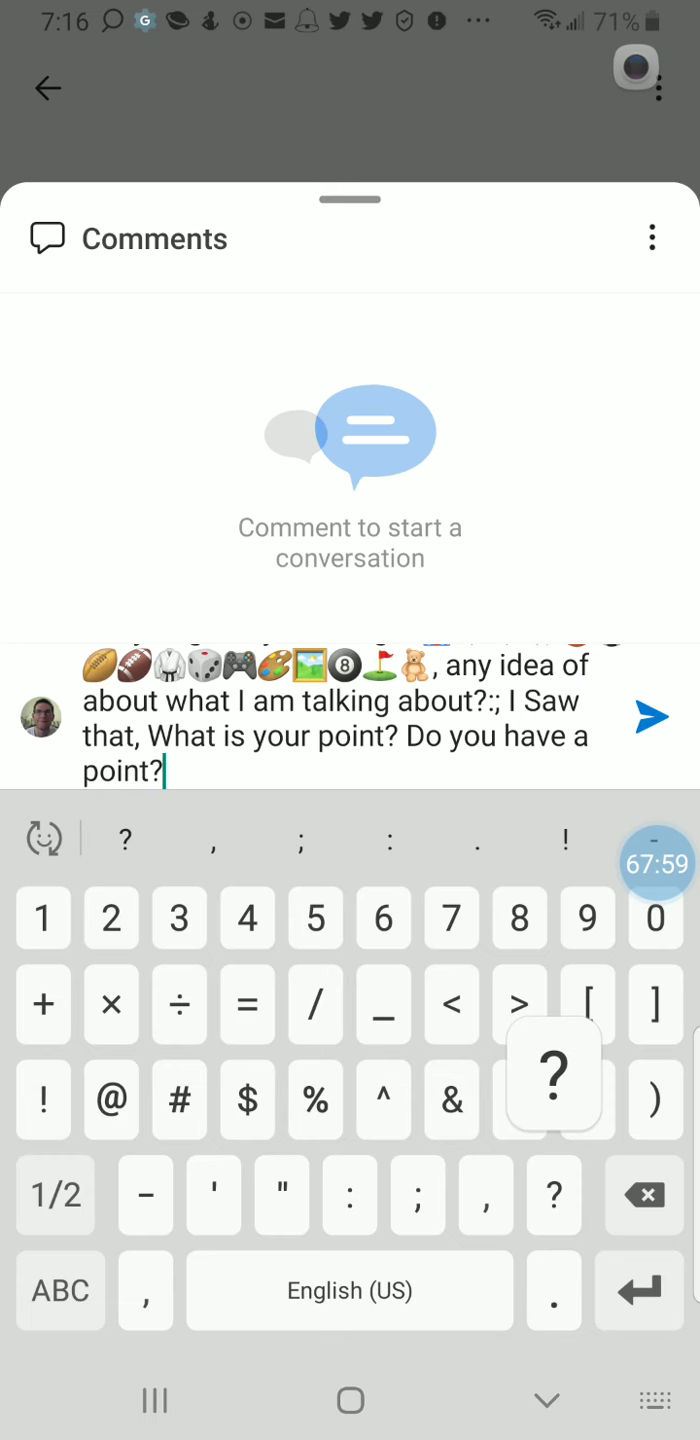 7:16 G 71%
Comments
Comment to start a
conversation
🏉🏈🥋🎲🎮🎨🖼️🎱⛳🧸, any idea of
about what I am talking about?:; I Saw
that, What is your point? Do you have a
point?
? , ; : . ! -
67:59
1 2 3 4 5 6 7 8 9 0
+ × ÷ = / _ < > [ ]
! @ # $ % ^ & )
?
1/2 - ' " : ; , ?
ABC , English (US) .